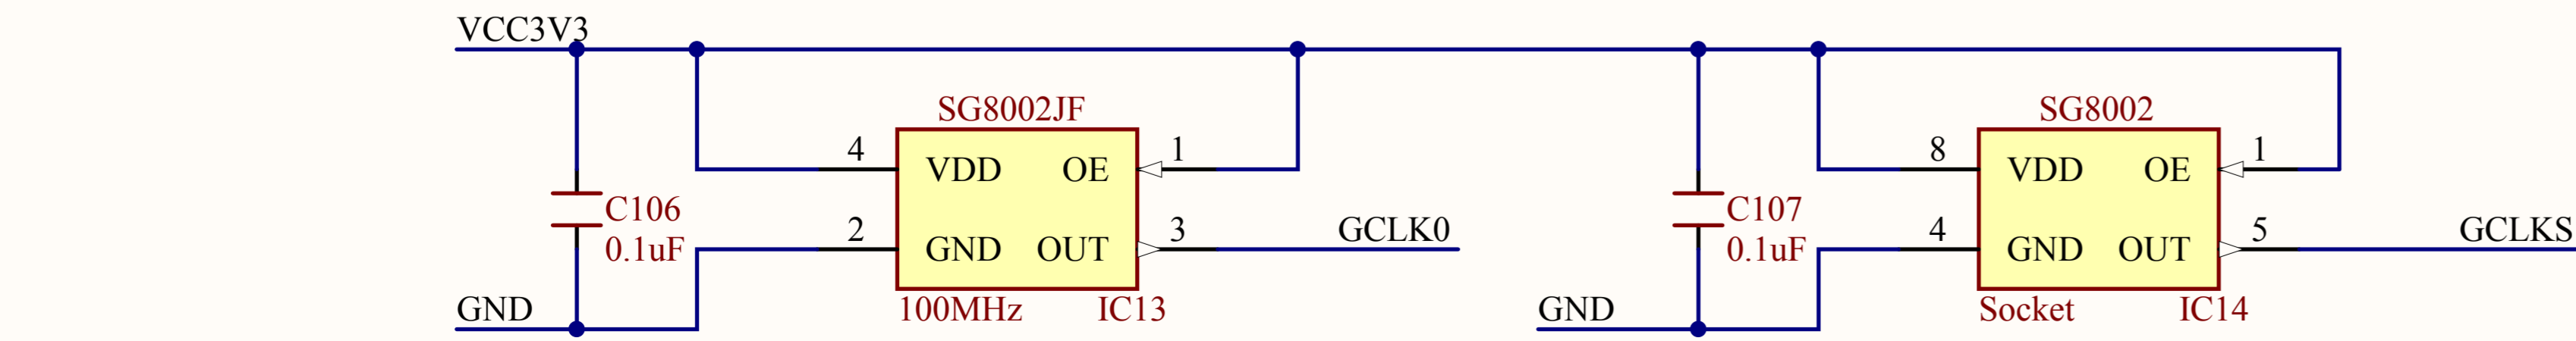 VCC3V3
SG8002JF
SG8002
4 VDD OE 1
8 VDD OE 1
C106
C107
2 GND OUT 3 GCLK0
4 GND OUT 5 GCLKS
0.1uF
0.1uF
GND
100MHz IC13
GND
Socket IC14